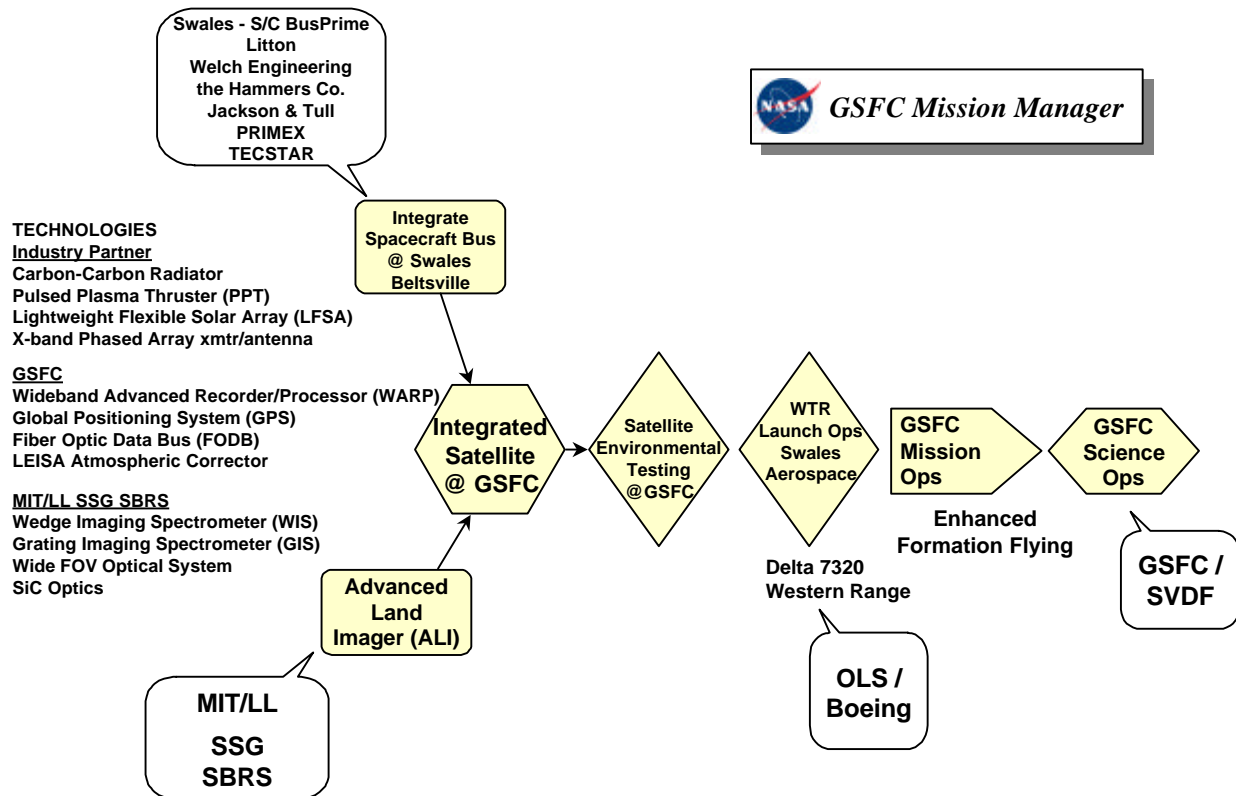 Swales - S/C BusPrime
Litton
Welch Engineering
the Hammers Co.
Jackson & Tull
PRIMEX
TECSTAR
NASA
GSFC Mission Manager
Integrate
Spacecraft Bus
@ Swales
Beltsville
TECHNOLOGIES
Industry Partner
Carbon-Carbon Radiator
Pulsed Plasma Thruster (PPT)
Lightweight Flexible Solar Array (LFSA)
X-band Phased Array xmtr/antenna
GSFC
Wideband Advanced Recorder/Processor (WARP)
Global Positioning System (GPS)
Fiber Optic Data Bus (FODB)
LEISA Atmospheric Corrector
MIT/LL SSG SBRS
Wedge Imaging Spectrometer (WIS)
Grating Imaging Spectrometer (GIS)
Wide FOV Optical System
SiC Optics
Integrated
Satellite
@ GSFC
Satellite
Environmental
Testing
@GSFC
WTR
Launch Ops
Swales
Aerospace
GSFC
Mission
Ops
GSFC
Science
Ops
Enhanced
Formation Flying
Delta 7320
Western Range
GSFC /
SVDF
OLS /
Boeing
Advanced
Land
Imager (ALI)
MIT/LL
SSG
SBRS